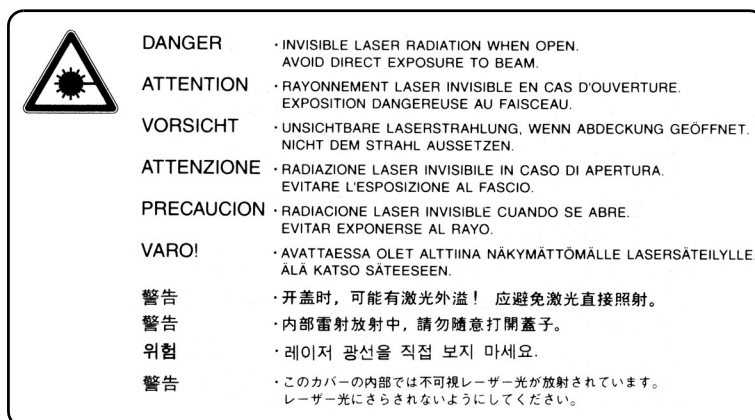 DANGER · INVISIBLE LASER RADIATION WHEN OPEN.
AVOID DIRECT EXPOSURE TO BEAM.
ATTENTION · RAYONNEMENT LASER INVISIBLE EN CAS D'OUVERTURE.
EXPOSITION DANGEREUSE AU FAISCEAU.
VORSICHT · UNSICHTBARE LASERSTRAHLUNG, WENN ABDECKUNG GEÖFFNET.
NICHT DEM STRAHL AUSSETZEN.
ATTENZIONE · RADIAZIONE LASER INVISIBILE IN CASO DI APERTURA.
EVITARE L'ESPOSIZIONE AL FASCIO.
PRECAUCION · RADIACIONE LASER INVISIBLE CUANDO SE ABRE.
EVITAR EXPONERSE AL RAYO.
VARO! · AVATTAESSA OLET ALTTIINA NÄKYMÄTTÖMÄLLE LASERSÄTEILYLLE.
ÄLÄ KATSO SÄTEESEEN.
警告 · 开盖时，可能有激光外溢！ 应避免激光直接照射。
警告 · 内部雷射放射中，請勿隨意打開蓋子。
위험 · 레이저 광선을 직접 보지 마세요.
警告 · このカバーの内部では不可視レーザー光が放射されています。
レーザー光にさらされないようにしてください。